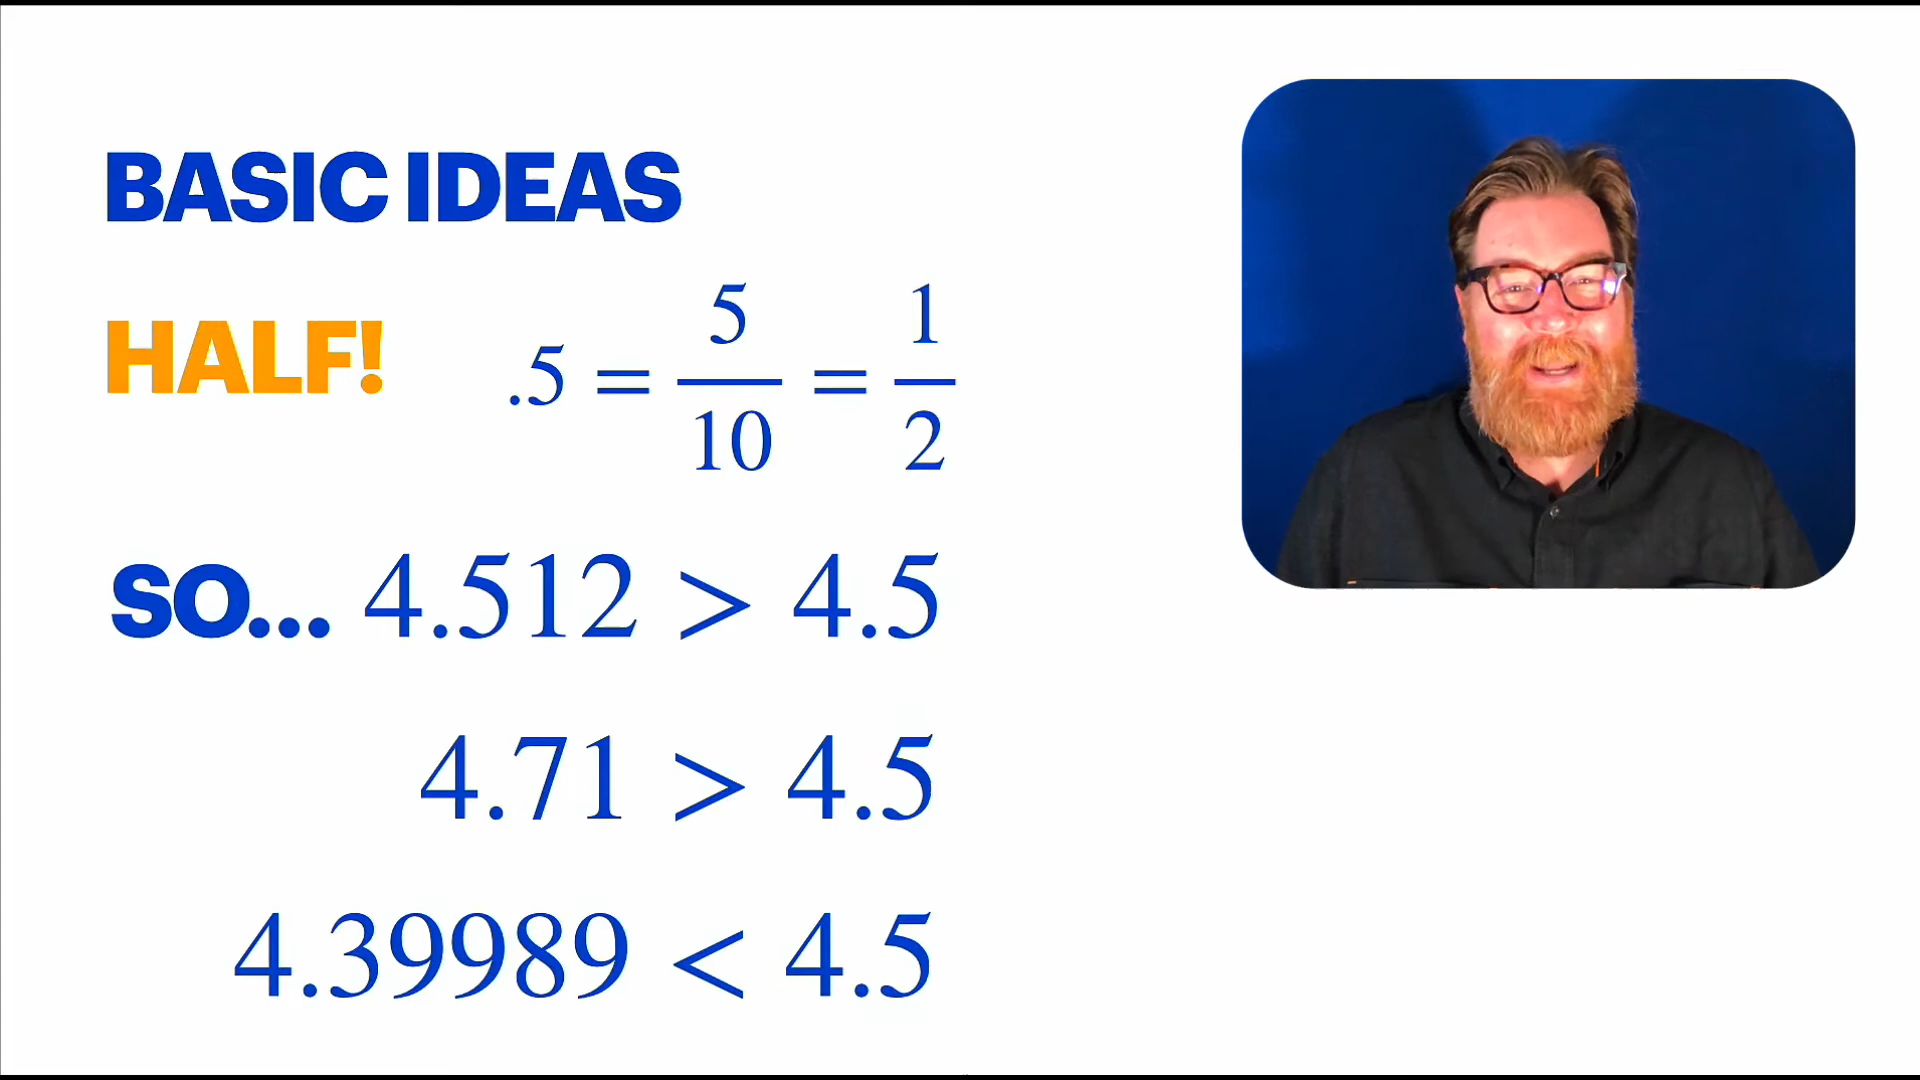 BASIC IDEAS
HALF! .5 = 5/10 = 1/2
SO... 4.512 > 4.5
4.71 > 4.5
4.39989 < 4.5